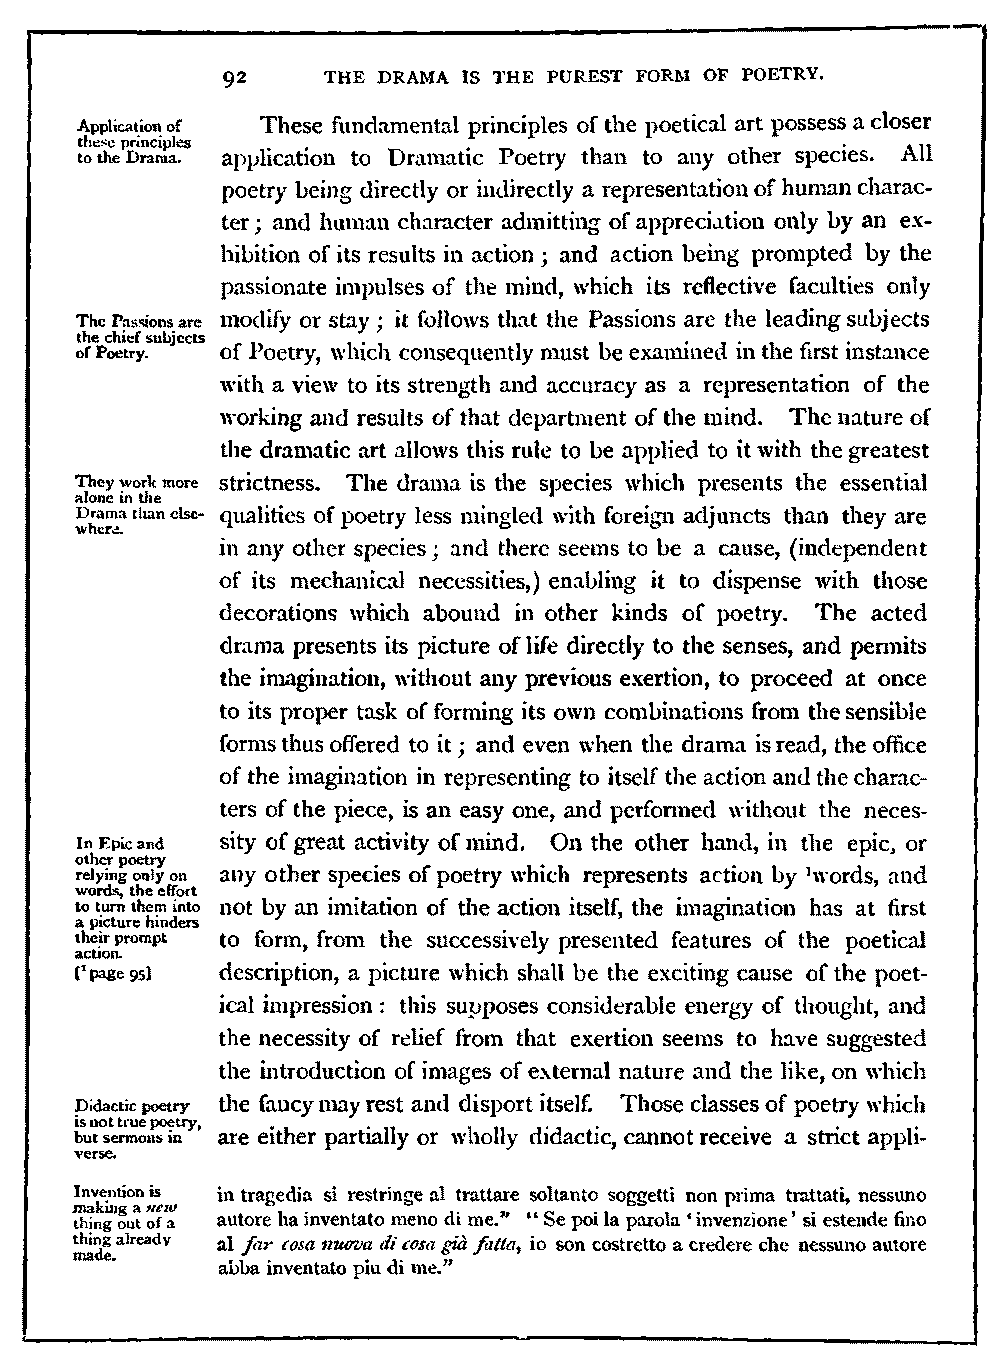 92 THE DRAMA IS THE PUREST FORM OF POETRY.
Application of
these principles
to the Drama.
These fundamental principles of the poetical art possess a closer
application to Dramatic Poetry than to any other species. All
poetry being directly or indirectly a representation of human charac-
ter; and human character admitting of appreciation only by an ex-
hibition of its results in action; and action being prompted by the
passionate impulses of the mind, which its reflective faculties only
The Passions are
the chief subjects
of Poetry.
modify or stay; it follows that the Passions are the leading subjects
of Poetry, which consequently must be examined in the first instance
with a view to its strength and accuracy as a representation of the
working and results of that department of the mind. The nature of
the dramatic art allows this rule to be applied to it with the greatest
They work more
alone in the
Drama than else-
where.
strictness. The drama is the species which presents the essential
qualities of poetry less mingled with foreign adjuncts than they are
in any other species; and there seems to be a cause, (independent
of its mechanical necessities,) enabling it to dispense with those
decorations which abound in other kinds of poetry. The acted
drama presents its picture of life directly to the senses, and permits
the imagination, without any previous exertion, to proceed at once
to its proper task of forming its own combinations from the sensible
forms thus offered to it; and even when the drama is read, the office
of the imagination in representing to itself the action and the charac-
ters of the piece, is an easy one, and performed without the neces-
In Epic and
other poetry
relying only on
words, the effort
to turn them into
a picture hinders
their prompt
action.
[¹ page 95]
sity of great activity of mind. On the other hand, in the epic, or
any other species of poetry which represents action by ¹words, and
not by an imitation of the action itself, the imagination has at first
to form, from the successively presented features of the poetical
description, a picture which shall be the exciting cause of the poet-
ical impression: this supposes considerable energy of thought, and
the necessity of relief from that exertion seems to have suggested
the introduction of images of external nature and the like, on which
Didactic poetry
is not true poetry,
but sermons in
verse.
the fancy may rest and disport itself. Those classes of poetry which
are either partially or wholly didactic, cannot receive a strict appli-
Invention is
making a new
thing out of a
thing already
made.
in tragedia si restringe al trattare soltanto soggetti non prima trattati, nessuno
autore ha inventato meno di me." "Se poi la parola 'invenzione' si estende fino
al far cosa nuova di cosa già fatta, io son costretto a credere che nessuno autore
abba inventato piu di me."